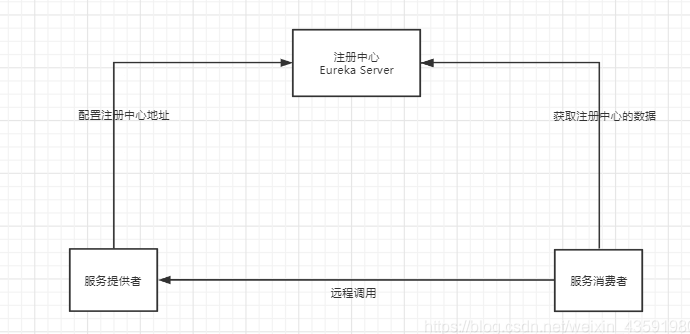 注册中心
Eureka Server
配置注册中心地址
获取注册中心的数据
服务提供者
服务消费者
远程调用
https://blog.csdn.net/weixin_4359198